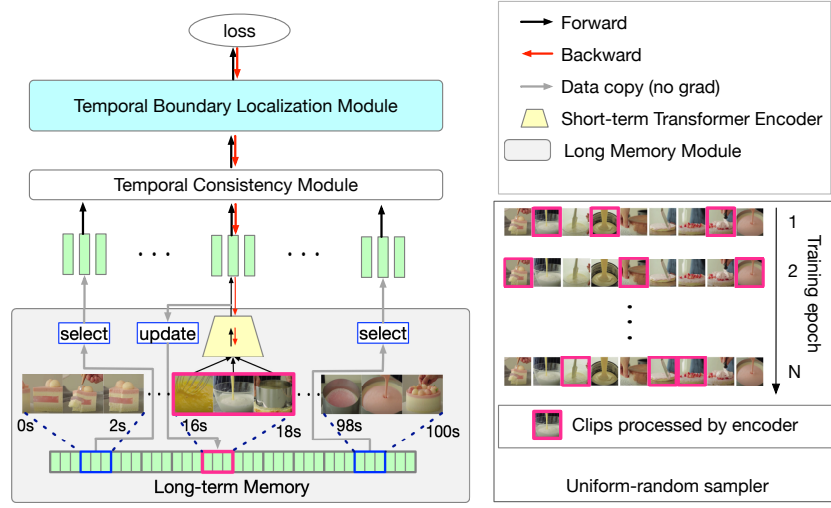 loss
Temporal Boundary Localization Module
Temporal Consistency Module
. . .
. . .
select
update
select
. . .
. . .
0s
2s
16s
18s
98s
100s
Long-term Memory
Forward
Backward
Data copy (no grad)
Short-term Transformer Encoder
Long Memory Module
1
2
N
Training epoch
Clips processed by encoder
Uniform-random sampler